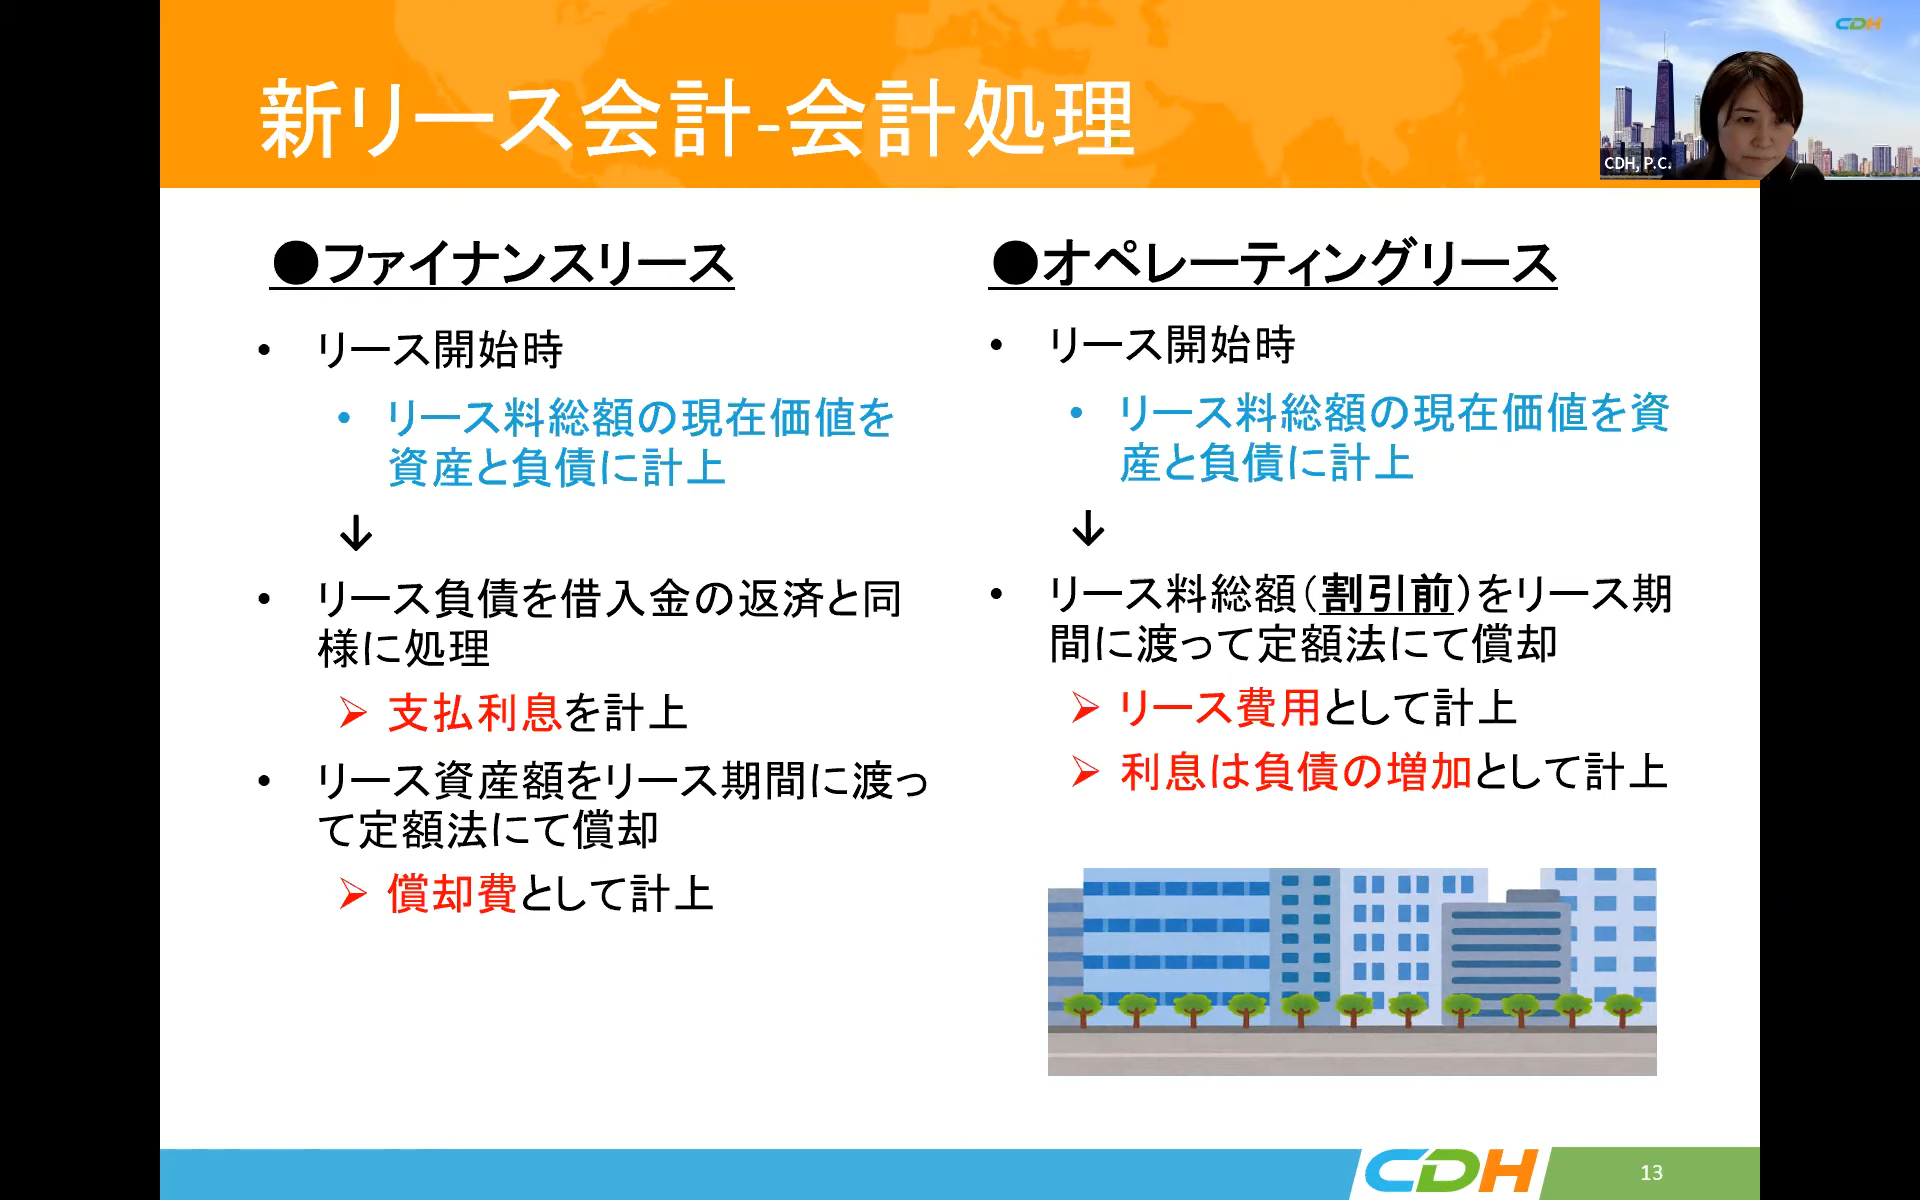 新リース会計-会計処理
CDH
CDH, P.C.
●ファイナンスリース
• リース開始時
• リース料総額の現在価値を
資産と負債に計上
↓
• リース負債を借入金の返済と同
様に処理
➢ 支払利息を計上
• リース資産額をリース期間に渡っ
て定額法にて償却
➢ 償却費として計上
●オペレーティングリース
• リース開始時
• リース料総額の現在価値を資
産と負債に計上
↓
• リース料総額（割引前）をリース期
間に渡って定額法にて償却
➢ リース費用として計上
➢ 利息は負債の増加として計上
CDH
13